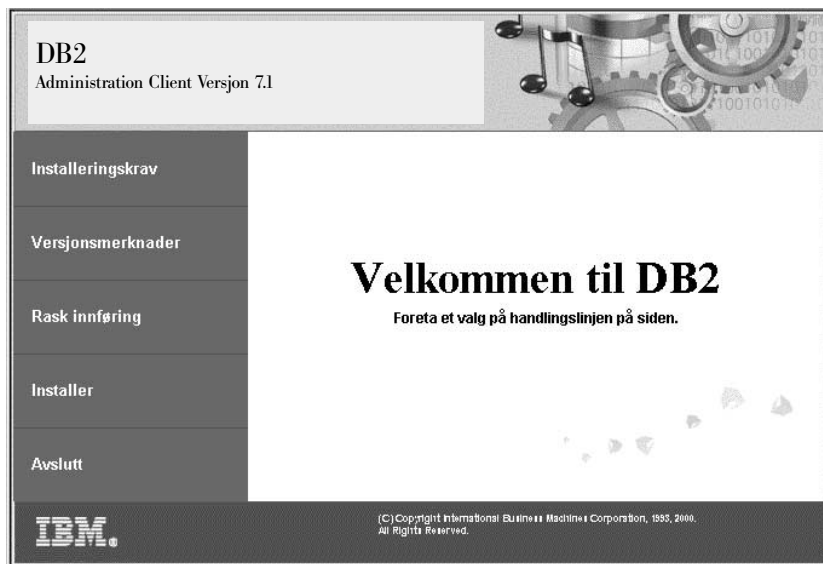 DB2
Administration Client Versjon 7.1
Installeringskrav
Versjonsmerknader
Rask innføring
Installer
Avslutt
Velkommen til DB2
Foreta et valg på handlingslinjen på siden.
IBM®
(C) Copyright International Business Machines Corporation, 1993, 2000.
All Rights Reserved.